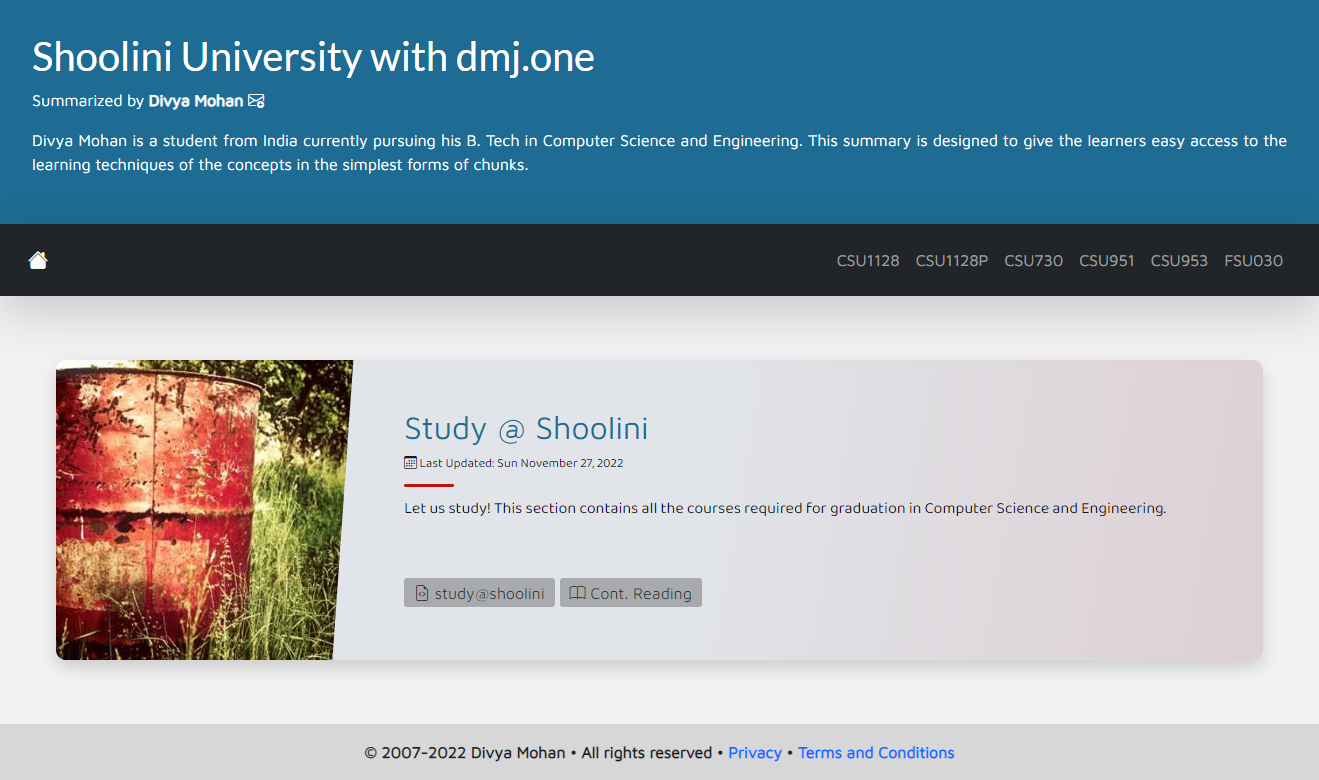 Shoolini University with dmj.one
Summarized by Divya Mohan
Divya Mohan is a student from India currently pursuing his B. Tech in Computer Science and Engineering. This summary is designed to give the learners easy access to the
learning techniques of the concepts in the simplest forms of chunks.
CSU1128 CSU1128P CSU730 CSU951 CSU953 FSU030
Study @ Shoolini
Last Updated: Sun November 27, 2022
Let us study! This section contains all the courses required for graduation in Computer Science and Engineering.
study@shoolini Cont. Reading
© 2007-2022 Divya Mohan • All rights reserved • Privacy • Terms and Conditions